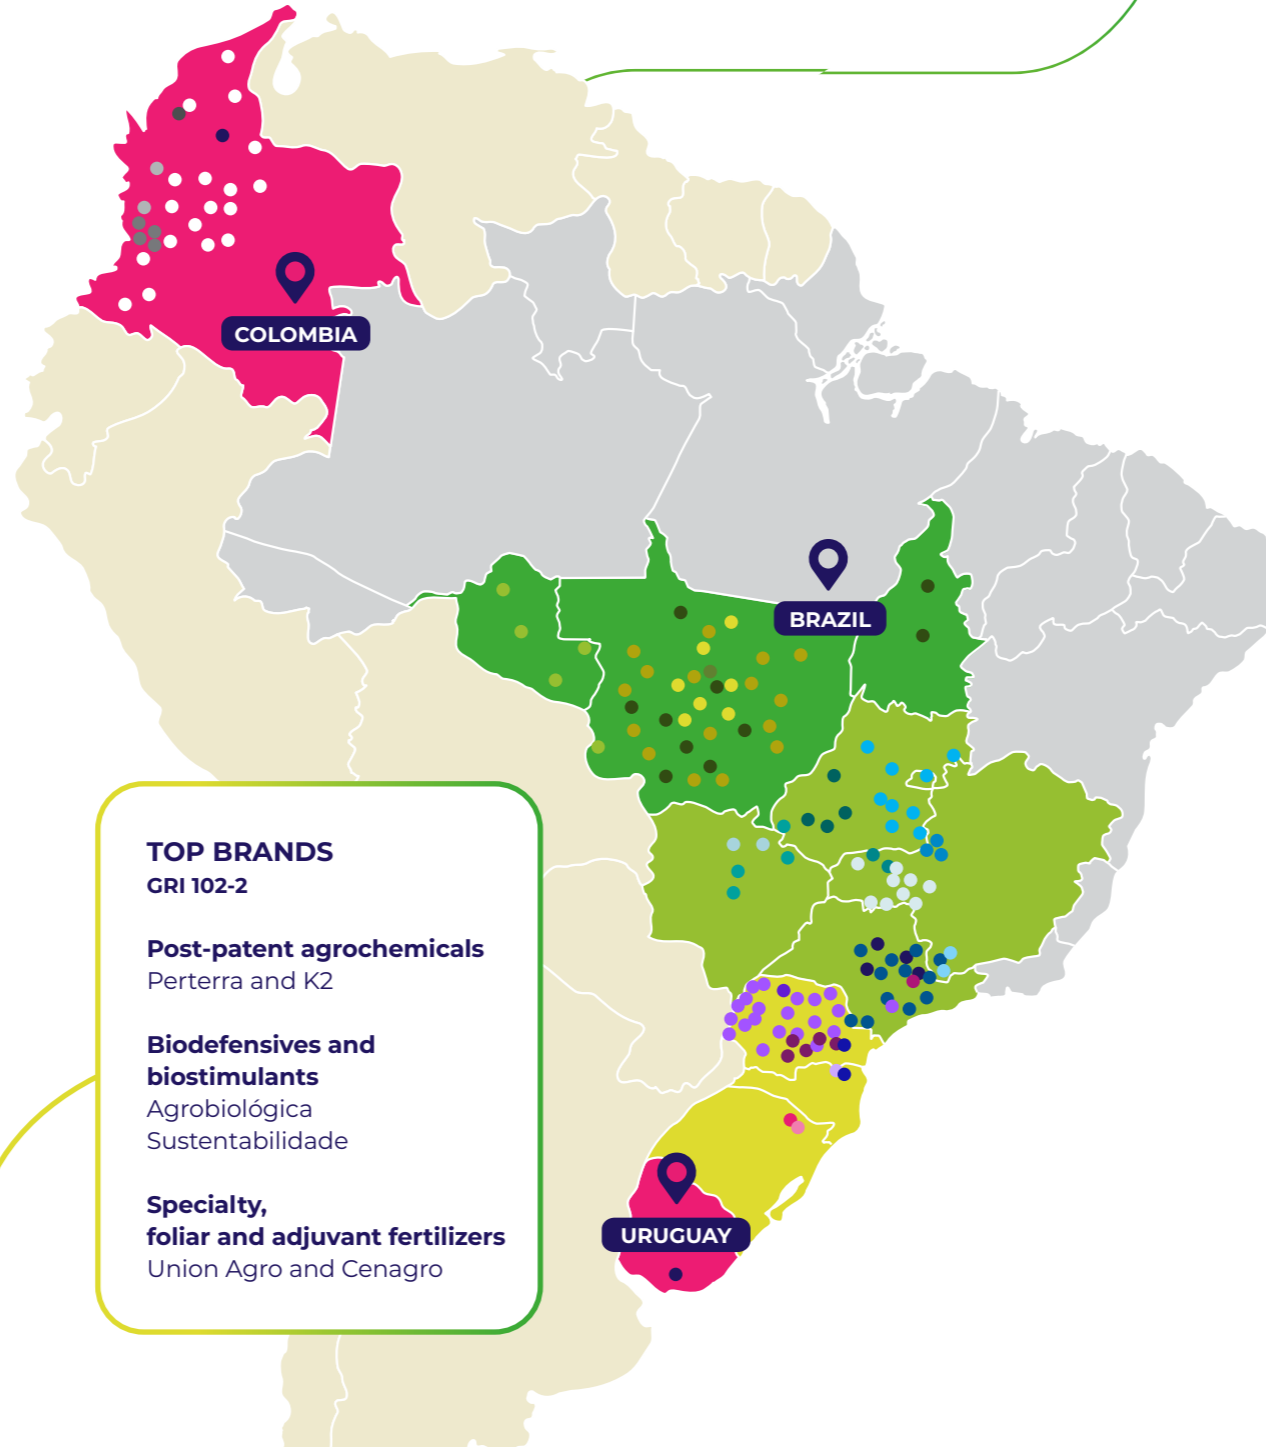 COLOMBIA
BRAZIL
TOP BRANDS
GRI 102-2
Post-patent agrochemicals
Perterra and K2
Biodefensives and
biostimulants
Agrobiológica
Sustentabilidade
Specialty,
foliar and adjuvant fertilizers
Union Agro and Cenagro
URUGUAY